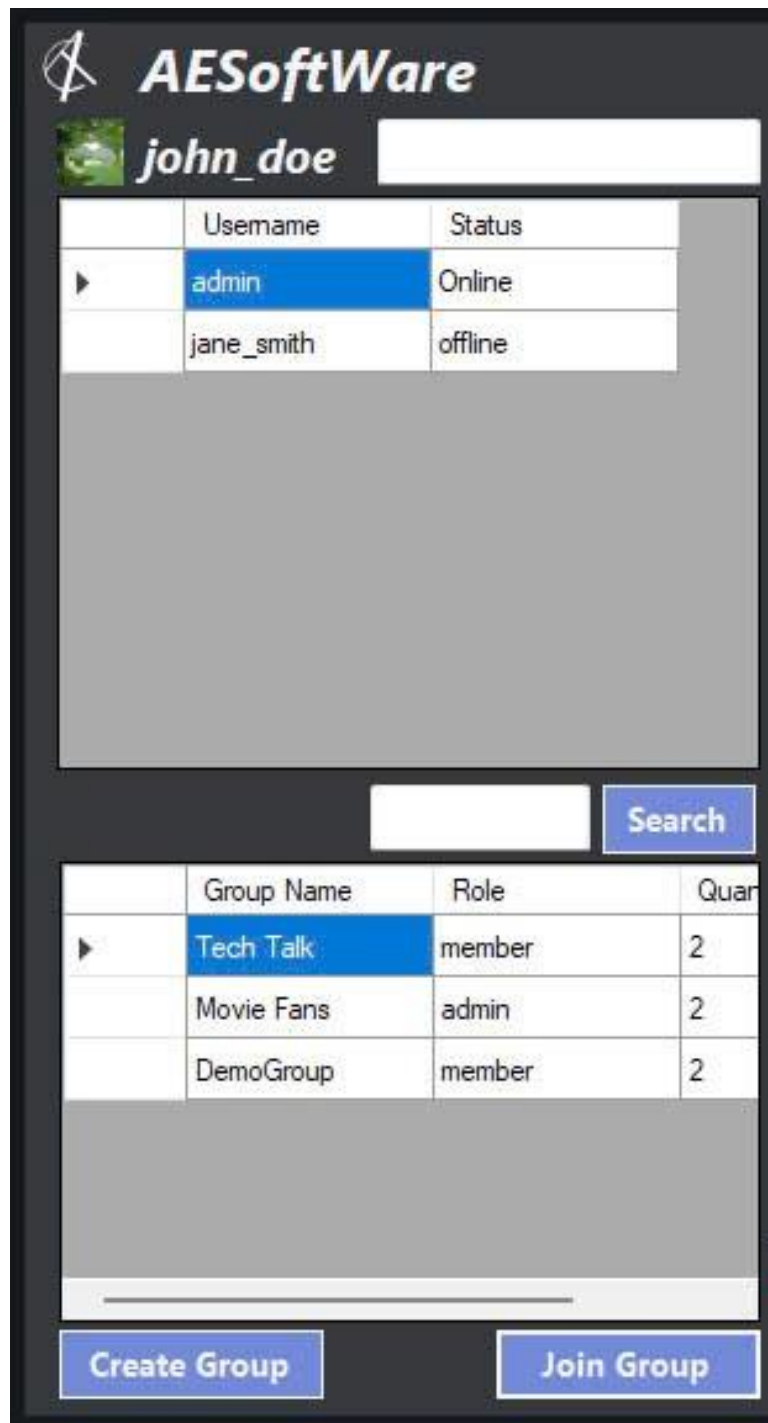 AESoftWare
john_doe
Username Status
admin Online
jane_smith offline
Search
Group Name Role Quan
Tech Talk member 2
Movie Fans admin 2
DemoGroup member 2
Create Group Join Group